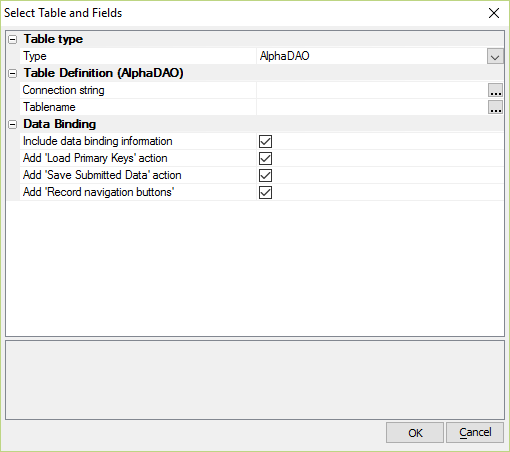 Select Table and Fields
Table type
Type AlphaDAO
Table Definition (AlphaDAO)
Connection string ...
Tablename ...
Data Binding
Include data binding information
Add 'Load Primary Keys' action
Add 'Save Submitted Data' action
Add 'Record navigation buttons'
OK Cancel